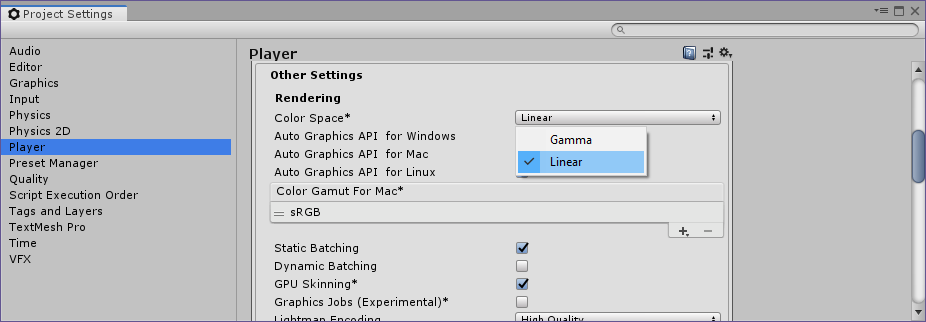 Project Settings
Audio
Editor
Graphics
Input
Physics
Physics 2D
Player
Preset Manager
Quality
Script Execution Order
Tags and Layers
TextMesh Pro
Time
VFX
Player
Other Settings
Rendering
Color Space* Linear
Gamma
Linear
Auto Graphics API for Windows
Auto Graphics API for Mac
Auto Graphics API for Linux
Color Gamut For Mac*
sRGB
Static Batching
Dynamic Batching
GPU Skinning*
Graphics Jobs (Experimental)*
Lightmap Encoding High Quality